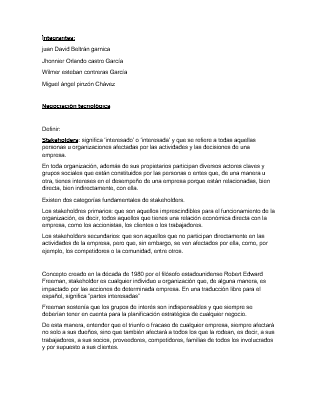 Integrantes:
juan David Beltrán garnica
Jhonnier Orlando castro García
Wilmer esteban contreras García
Miguel ángel pinzón Chávez
Negociación tecnológica
Definir:
Stakeholders: significa 'interesado' o 'interesada' y que se refiere a todas aquellas
personas u organizaciones afectadas por las actividades y las decisiones de una
empresa.
En toda organización, además de sus propietarios participan diversos actores claves y
grupos sociales que están constituidos por las personas o entes que, de una manera u
otra, tienen intereses en el desempeño de una empresa porque están relacionadas, bien
directa, bien indirectamente, con ella.
Existen dos categorías fundamentales de stakeholders.
Los stakeholders primarios: que son aquellos imprescindibles para el funcionamiento de la
organización, es decir, todos aquellos que tienen una relación económica directa con la
empresa, como los accionistas, los clientes o los trabajadores.
Los stakeholders secundarios: que son aquellos que no participan directamente en las
actividades de la empresa, pero que, sin embargo, se ven afectados por ella, como, por
ejemplo, los competidores o la comunidad, entre otros.
Concepto creado en la década de 1980 por el filósofo estadounidense Robert Edward
Freeman, stakeholder es cualquier individuo u organización que, de alguna manera, es
impactado por las acciones de determinada empresa. En una traducción libre para el
español, significa "partes interesadas"
Freeman sostenía que los grupos de interés son indispensables y que siempre se
deberían tener en cuenta para la planificación estratégica de cualquier negocio.
De esta manera, entender que el triunfo o fracaso de cualquier empresa, siempre afectará
no solo a sus dueños, sino que también afectará a todos los que la rodean, es decir, a sus
trabajadores, a sus socios, proveedores, competidores, familias de todos los involucrados
y por supuesto a sus clientes.